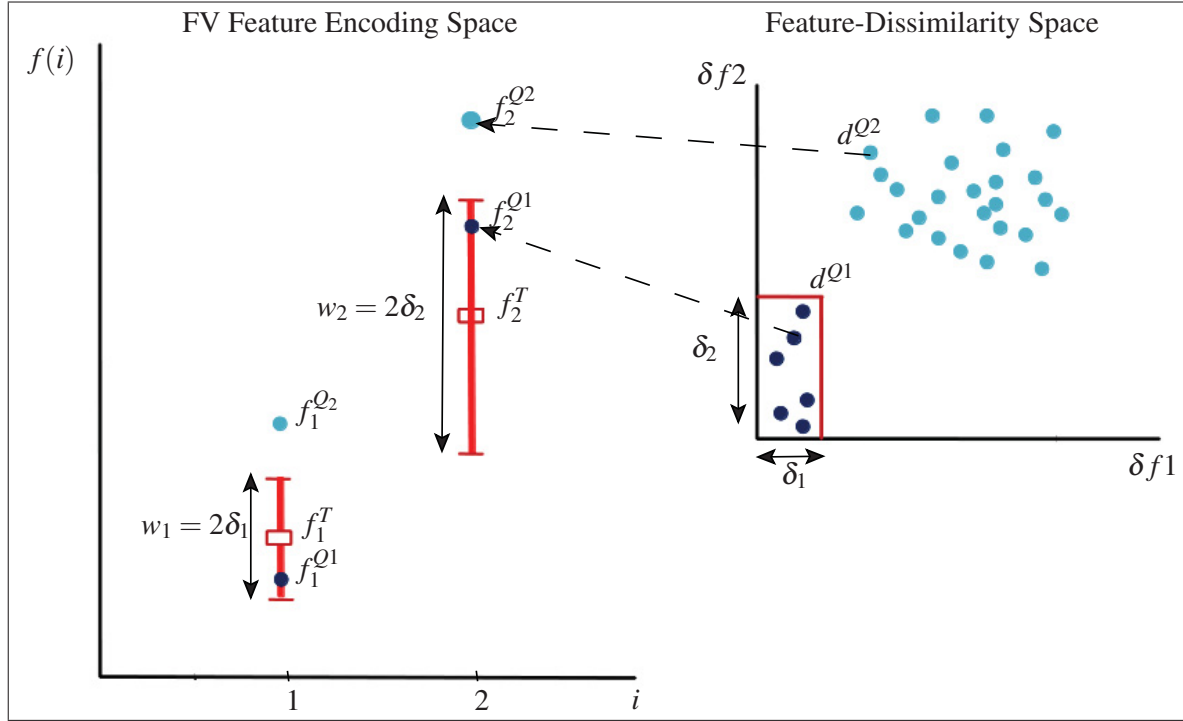 FV Feature Encoding Space
f(i)
f_2^{Q2}
f_2^{Q1}
w_2 = 2δ_2
f_2^T
f_1^{Q_2}
w_1 = 2δ_1
f_1^T
f_1^{Q1}
1
2
i
Feature-Dissimilarity Space
δf2
d^{Q2}
d^{Q1}
δ_2
δ_1
δf1